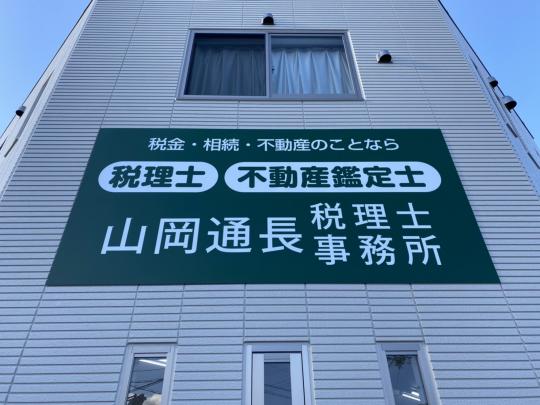 税金・相続・不動産のことなら
税理士 不動産鑑定士
山岡通長 税理士
事務所